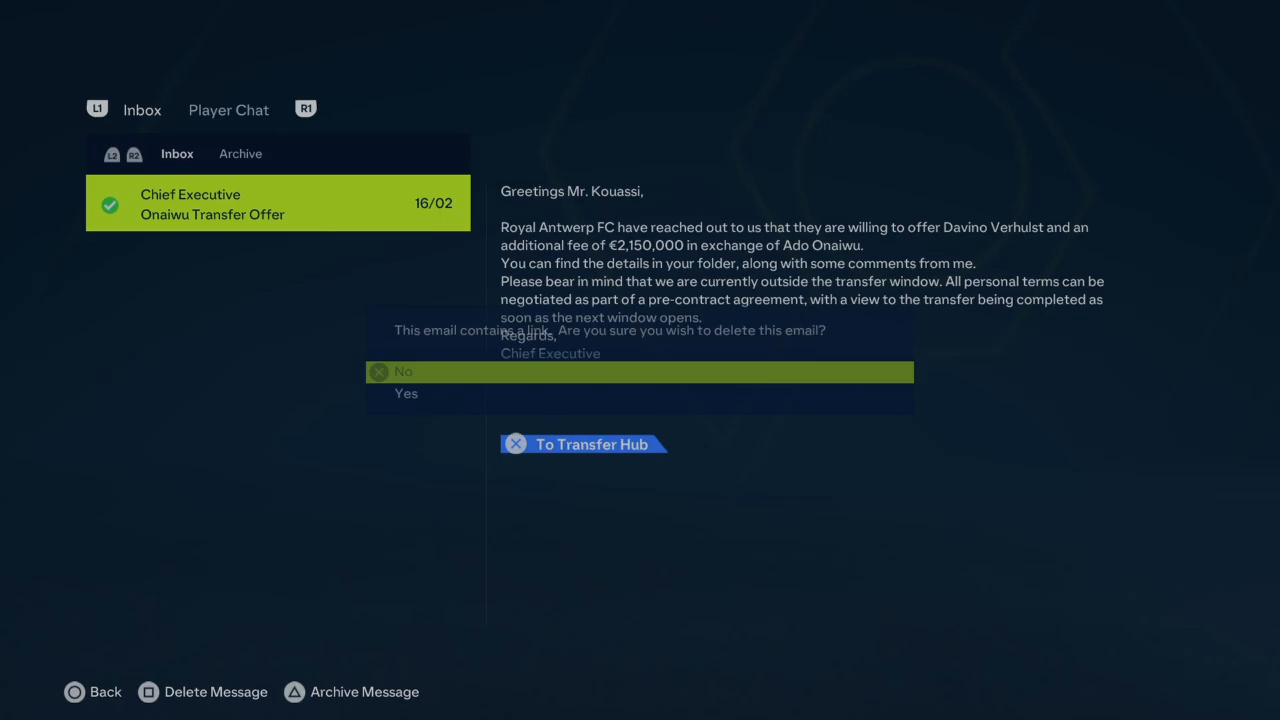 L1 Inbox Player Chat R1
L2 R2 Inbox Archive
Chief Executive
Onaiwu Transfer Offer
16/02
Greetings Mr. Kouassi,
Royal Antwerp FC have reached out to us that they are willing to offer Davino Verhulst and an
additional fee of €2,150,000 in exchange of Ado Onaiwu.
You can find the details in your folder, along with some comments from me.
Please bear in mind that we are currently outside the transfer window. All personal terms can be
negotiated as part of a pre-contract agreement, with a view to the transfer being completed as
soon as the next window opens.
Regards,
Chief Executive
This email contains a link. Are you sure you wish to delete this email?
No
Yes
To Transfer Hub
Back Delete Message Archive Message